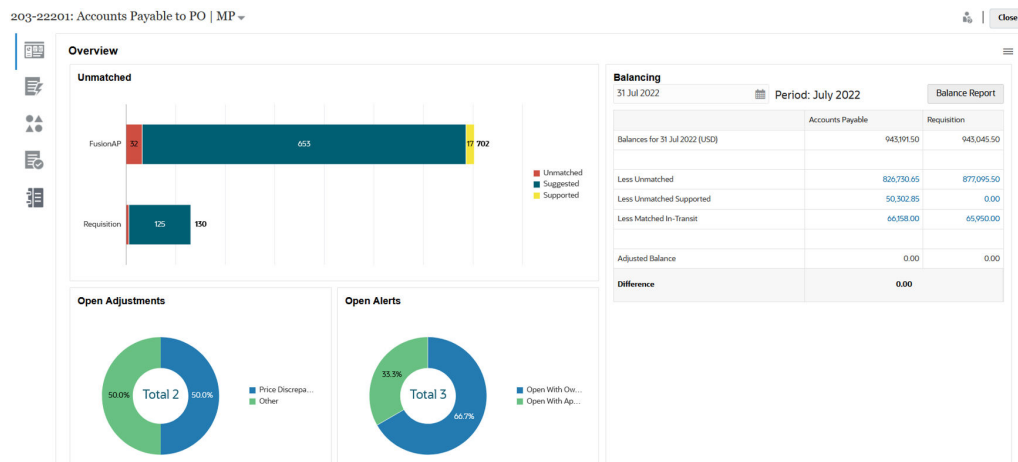 203-22201: Accounts Payable to PO | MP
Close
Overview
Unmatched
FusionAP
32
653
17
702
Requisition
125
130
Unmatched
Suggested
Supported
Balancing
31 Jul 2022
Period: July 2022
Balance Report
Accounts Payable Requisition
Balances for 31 Jul 2022 (USD) 943,191.50 943,045.50
Less Unmatched 826,730.65 877,095.50
Less Unmatched Supported 50,302.85 0.00
Less Matched In-Transit 66,158.00 65,950.00
Adjusted Balance 0.00 0.00
Difference 0.00
Open Adjustments
50.0%
Total 2
50.0%
Price Discrepa...
Other
Open Alerts
33.3%
Total 3
66.7%
Open With Ow...
Open With Ap...